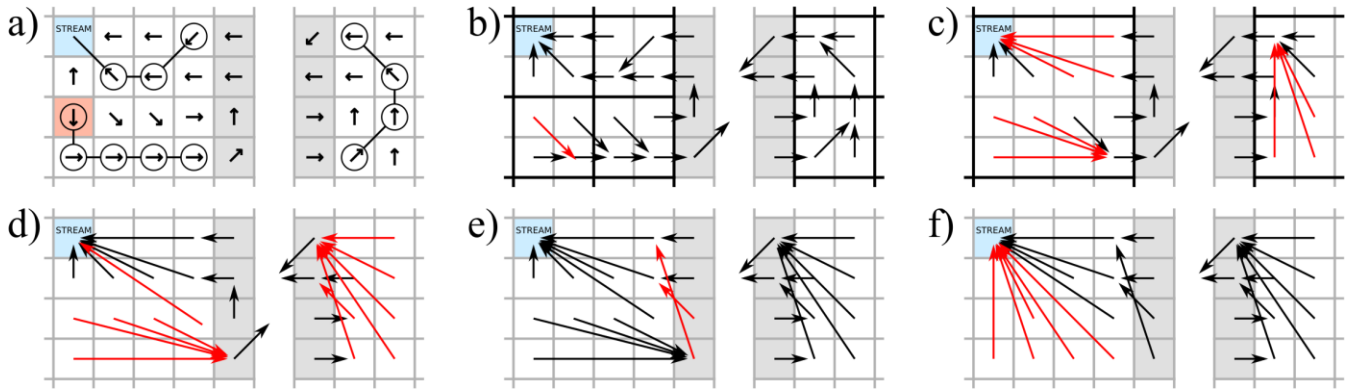 a)
STREAM
b)
STREAM
c)
STREAM
d)
STREAM
e)
STREAM
f)
STREAM